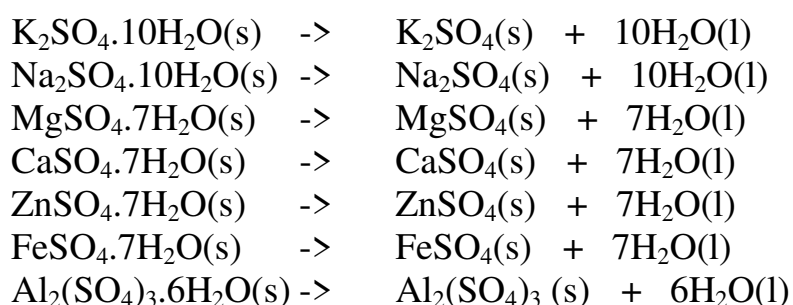 K₂SO₄.10H₂O(s) -> K₂SO₄(s) + 10H₂O(l)
Na₂SO₄.10H₂O(s) -> Na₂SO₄(s) + 10H₂O(l)
MgSO₄.7H₂O(s) -> MgSO₄(s) + 7H₂O(l)
CaSO₄.7H₂O(s) -> CaSO₄(s) + 7H₂O(l)
ZnSO₄.7H₂O(s) -> ZnSO₄(s) + 7H₂O(l)
FeSO₄.7H₂O(s) -> FeSO₄(s) + 7H₂O(l)
Al₂(SO₄)₃.6H₂O(s) -> Al₂(SO₄)₃ (s) + 6H₂O(l)